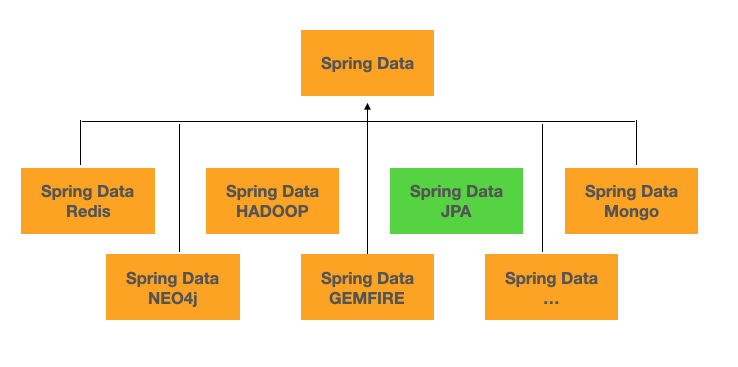 Spring Data
Spring Data
Redis
Spring Data
HADOOP
Spring Data
JPA
Spring Data
Mongo
Spring Data
NEO4j
Spring Data
GEMFIRE
Spring Data
...